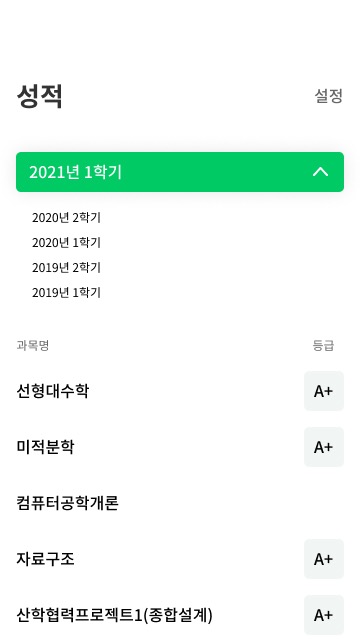 성적
설정
2021년 1학기
2020년 2학기
2020년 1학기
2019년 2학기
2019년 1학기
과목명 등급
선형대수학 A+
미적분학 A+
컴퓨터공학개론
자료구조 A+
산학협력프로젝트1(종합설계) A+